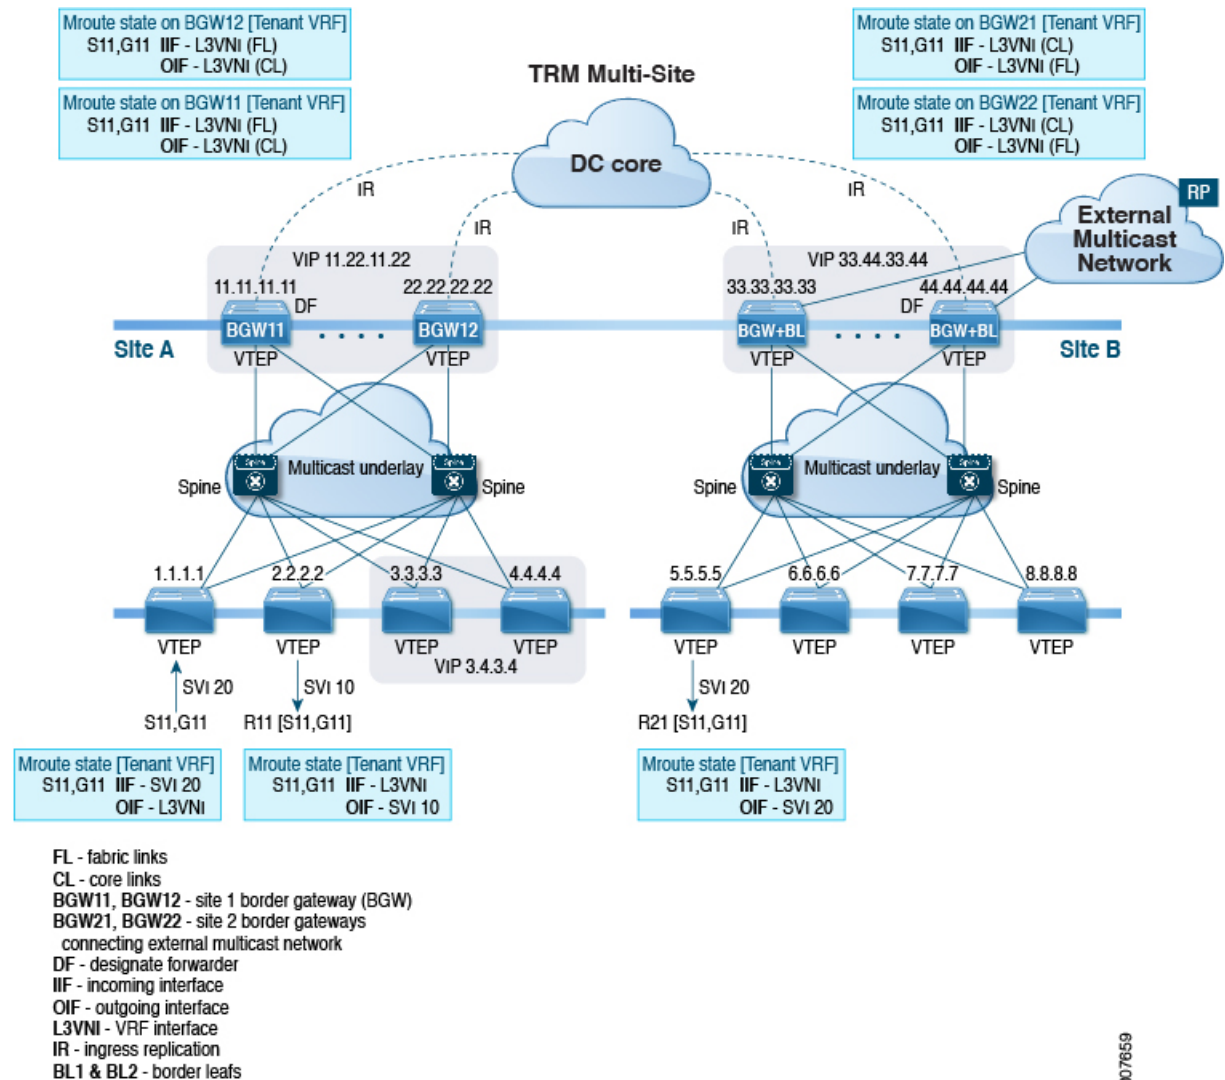 Mroute state on BGW12 [Tenant VRF]
S11,G11 IIF - L3VNI (FL)
OIF - L3VNI (CL)
Mroute state on BGW11 [Tenant VRF]
S11,G11 IIF - L3VNI (FL)
OIF - L3VNI (CL)
TRM Multi-Site
Mroute state on BGW21 [Tenant VRF]
S11,G11 IIF - L3VNI (CL)
OIF - L3VNI (FL)
Mroute state on BGW22 [Tenant VRF]
S11,G11 IIF - L3VNI (CL)
OIF - L3VNI (FL)
DC core
IR
IR
IR
IR
RP
External
Multicast
Network
VIP 11.22.11.22
11.11.11.11
22.22.22.22
DF
BGW11
BGW12
VTEP
VTEP
Site A
VIP 33.44.33.44
33.33.33.33
44.44.44.44
DF
BGW+BL
BGW+BL
VTEP
VTEP
Site B
Spine
Spine
Multicast underlay
Spine
Spine
Spine
Spine
Multicast underlay
Spine
Spine
1.1.1.1
2.2.2.2
3.3.3.3
4.4.4.4
VTEP
VTEP
VTEP
VTEP
VIP 3.4.3.4
5.5.5.5
6.6.6.6
7.7.7.7
8.8.8.8
VTEP
VTEP
VTEP
VTEP
SVI 20
S11,G11
SVI 10
R11 [S11,G11]
SVI 20
R21 [S11,G11]
Mroute state [Tenant VRF]
S11,G11 IIF - SVI 20
OIF - L3VNI
Mroute state [Tenant VRF]
S11,G11 IIF - L3VNI
OIF - SVI 10
Mroute state [Tenant VRF]
S11,G11 IIF - L3VNI
OIF - SVI 20
FL - fabric links
CL - core links
BGW11, BGW12 - site 1 border gateway (BGW)
BGW21, BGW22 - site 2 border gateways
connecting external multicast network
DF - designate forwarder
IIF - incoming interface
OIF - outgoing interface
L3VNI - VRF interface
IR - ingress replication
BL1 & BL2 - border leafs